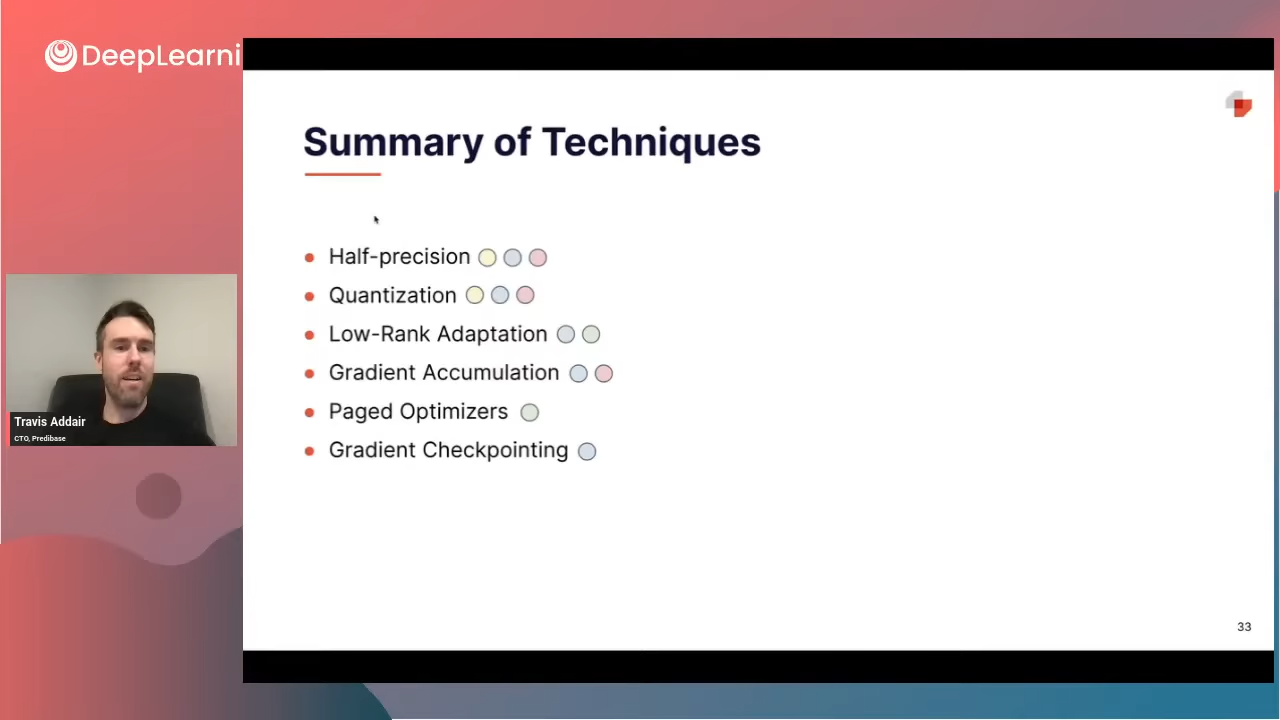 DeepLearni
Summary of Techniques
Half-precision
Quantization
Low-Rank Adaptation
Gradient Accumulation
Paged Optimizers
Gradient Checkpointing
Travis Addair
CTO, Predibase
33